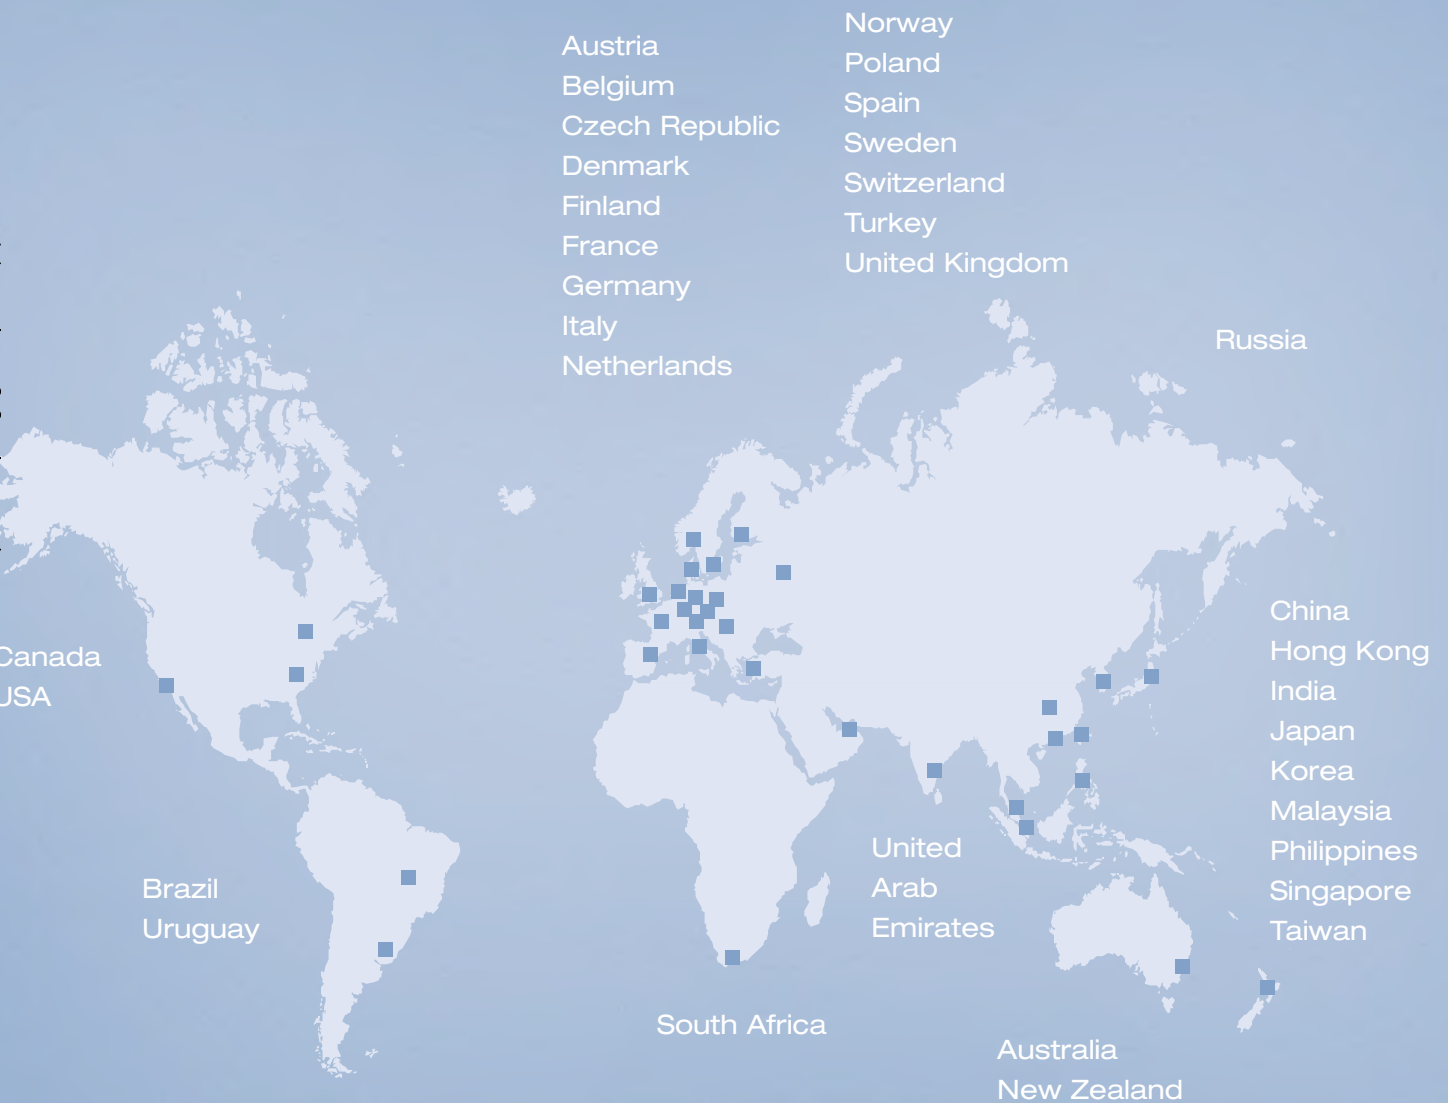 Austria
Belgium
Czech Republic
Denmark
Finland
France
Germany
Italy
Netherlands
Norway
Poland
Spain
Sweden
Switzerland
Turkey
United Kingdom
Russia
Canada
USA
China
Hong Kong
India
Japan
Korea
Malaysia
Philippines
Singapore
Taiwan
Brazil
Uruguay
United
Arab
Emirates
South Africa
Australia
New Zealand